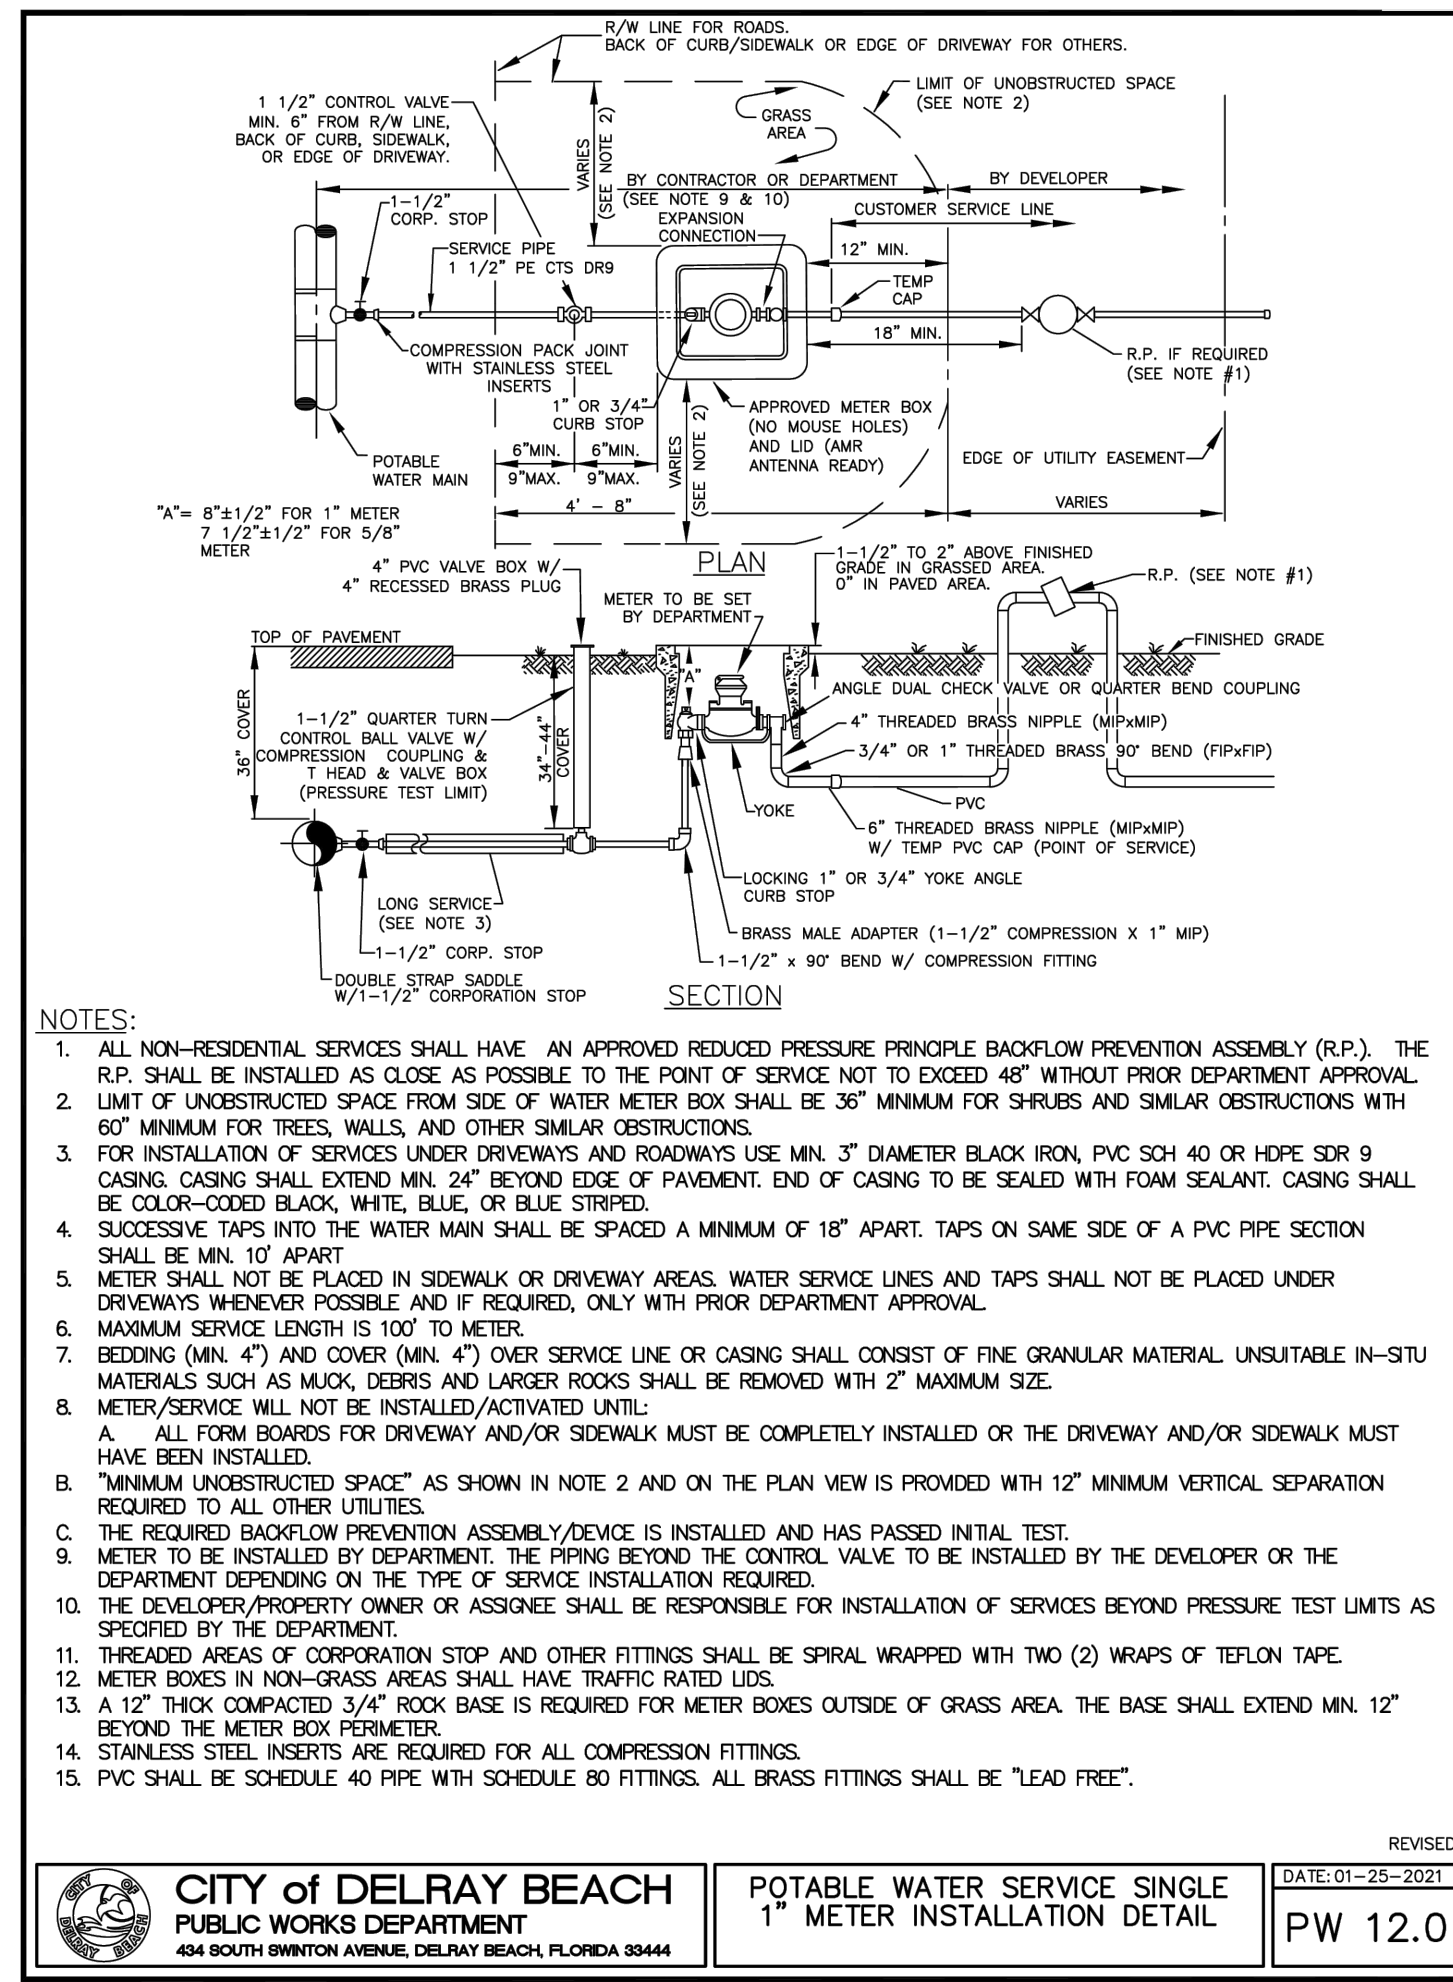 R/W LINE FOR ROADS.
BACK OF CURB/SIDEWALK OR EDGE OF DRIVEWAY FOR OTHERS.
LIMIT OF UNOBSTRUCTED SPACE
(SEE NOTE 2)
1 1/2" CONTROL VALVE
MIN. 6" FROM R/W LINE,
BACK OF CURB, SIDEWALK,
OR EDGE OF DRIVEWAY.
GRASS
AREA
VARIES
(SEE NOTE 2)
BY CONTRACTOR OR DEPARTMENT
(SEE NOTE 9 & 10)
BY DEVELOPER
1-1/2"
CORP. STOP
EXPANSION
CONNECTION
CUSTOMER SERVICE LINE
SERVICE PIPE
1 1/2" PE CTS DR9
12" MIN.
TEMP
CAP
18" MIN.
COMPRESSION PACK JOINT
WITH STAINLESS STEEL
INSERTS
R.P. IF REQUIRED
(SEE NOTE #1)
1" OR 3/4"
CURB STOP
APPROVED METER BOX
(NO MOUSE HOLES)
AND LID (AMR
ANTENNA READY)
POTABLE
WATER MAIN
6"MIN.
9"MAX.
6"MIN.
9"MAX.
VARIES
(SEE NOTE 2)
EDGE OF UTILITY EASEMENT
4' - 8"
VARIES
"A"= 8"±1/2" FOR 1" METER
7 1/2"±1/2" FOR 5/8"
METER
PLAN
4" PVC VALVE BOX W/
4" RECESSED BRASS PLUG
1-1/2" TO 2" ABOVE FINISHED
GRADE IN GRASSED AREA.
0" IN PAVED AREA.
R.P. (SEE NOTE #1)
METER TO BE SET
BY DEPARTMENT
TOP OF PAVEMENT
FINISHED GRADE
"A"
ANGLE DUAL CHECK VALVE OR QUARTER BEND COUPLING
36" COVER
1-1/2" QUARTER TURN
CONTROL BALL VALVE W/
COMPRESSION COUPLING &
T HEAD & VALVE BOX
(PRESSURE TEST LIMIT)
34"-44"
COVER
4" THREADED BRASS NIPPLE (MIPxMIP)
3/4" OR 1" THREADED BRASS 90° BEND (FIPxFIP)
YOKE
PVC
6" THREADED BRASS NIPPLE (MIPxMIP)
W/ TEMP PVC CAP (POINT OF SERVICE)
LOCKING 1" OR 3/4" YOKE ANGLE
CURB STOP
LONG SERVICE
(SEE NOTE 3)
BRASS MALE ADAPTER (1-1/2" COMPRESSION X 1" MIP)
1-1/2" CORP. STOP
1-1/2" x 90° BEND W/ COMPRESSION FITTING
DOUBLE STRAP SADDLE
W/1-1/2" CORPORATION STOP
SECTION
NOTES:
1. ALL NON-RESIDENTIAL SERVICES SHALL HAVE AN APPROVED REDUCED PRESSURE PRINCIPLE BACKFLOW PREVENTION ASSEMBLY (R.P.). THE
R.P. SHALL BE INSTALLED AS CLOSE AS POSSIBLE TO THE POINT OF SERVICE NOT TO EXCEED 48" WITHOUT PRIOR DEPARTMENT APPROVAL.
2. LIMIT OF UNOBSTRUCTED SPACE FROM SIDE OF WATER METER BOX SHALL BE 36" MINIMUM FOR SHRUBS AND SIMILAR OBSTRUCTIONS WITH
60" MINIMUM FOR TREES, WALLS, AND OTHER SIMILAR OBSTRUCTIONS.
3. FOR INSTALLATION OF SERVICES UNDER DRIVEWAYS AND ROADWAYS USE MIN. 3" DIAMETER BLACK IRON, PVC SCH 40 OR HDPE SDR 9
CASING. CASING SHALL EXTEND MIN. 24" BEYOND EDGE OF PAVEMENT. END OF CASING TO BE SEALED WITH FOAM SEALANT. CASING SHALL
BE COLOR-CODED BLACK, WHITE, BLUE, OR BLUE STRIPED.
4. SUCCESSIVE TAPS INTO THE WATER MAIN SHALL BE SPACED A MINIMUM OF 18" APART. TAPS ON SAME SIDE OF A PVC PIPE SECTION
SHALL BE MIN. 10' APART
5. METER SHALL NOT BE PLACED IN SIDEWALK OR DRIVEWAY AREAS. WATER SERVICE LINES AND TAPS SHALL NOT BE PLACED UNDER
DRIVEWAYS WHENEVER POSSIBLE AND IF REQUIRED, ONLY WITH PRIOR DEPARTMENT APPROVAL.
6. MAXIMUM SERVICE LENGTH IS 100' TO METER.
7. BEDDING (MIN. 4") AND COVER (MIN. 4") OVER SERVICE LINE OR CASING SHALL CONSIST OF FINE GRANULAR MATERIAL. UNSUITABLE IN-SITU
MATERIALS SUCH AS MUCK, DEBRIS AND LARGER ROCKS SHALL BE REMOVED WITH 2" MAXIMUM SIZE.
8. METER/SERVICE WILL NOT BE INSTALLED/ACTIVATED UNTIL:
A. ALL FORM BOARDS FOR DRIVEWAY AND/OR SIDEWALK MUST BE COMPLETELY INSTALLED OR THE DRIVEWAY AND/OR SIDEWALK MUST
HAVE BEEN INSTALLED.
B. "MINIMUM UNOBSTRUCTED SPACE" AS SHOWN IN NOTE 2 AND ON THE PLAN VIEW IS PROVIDED WITH 12" MINIMUM VERTICAL SEPARATION
REQUIRED TO ALL OTHER UTILITIES.
C. THE REQUIRED BACKFLOW PREVENTION ASSEMBLY/DEVICE IS INSTALLED AND HAS PASSED INITIAL TEST.
9. METER TO BE INSTALLED BY DEPARTMENT. THE PIPING BEYOND THE CONTROL VALVE TO BE INSTALLED BY THE DEVELOPER OR THE
DEPARTMENT DEPENDING ON THE TYPE OF SERVICE INSTALLATION REQUIRED.
10. THE DEVELOPER/PROPERTY OWNER OR ASSIGNEE SHALL BE RESPONSIBLE FOR INSTALLATION OF SERVICES BEYOND PRESSURE TEST LIMITS AS
SPECIFIED BY THE DEPARTMENT.
11. THREADED AREAS OF CORPORATION STOP AND OTHER FITTINGS SHALL BE SPIRAL WRAPPED WITH TWO (2) WRAPS OF TEFLON TAPE.
12. METER BOXES IN NON-GRASS AREAS SHALL HAVE TRAFFIC RATED LIDS.
13. A 12" THICK COMPACTED 3/4" ROCK BASE IS REQUIRED FOR METER BOXES OUTSIDE OF GRASS AREA. THE BASE SHALL EXTEND MIN. 12"
BEYOND THE METER BOX PERIMETER.
14. STAINLESS STEEL INSERTS ARE REQUIRED FOR ALL COMPRESSION FITTINGS.
15. PVC SHALL BE SCHEDULE 40 PIPE WITH SCHEDULE 80 FITTINGS. ALL BRASS FITTINGS SHALL BE "LEAD FREE".
REVISED
CITY OF
DELRAY BEACH
CITY of DELRAY BEACH
PUBLIC WORKS DEPARTMENT
434 SOUTH SWINTON AVENUE, DELRAY BEACH, FLORIDA 33444
POTABLE WATER SERVICE SINGLE
1" METER INSTALLATION DETAIL
DATE: 01-25-2021
PW 12.0